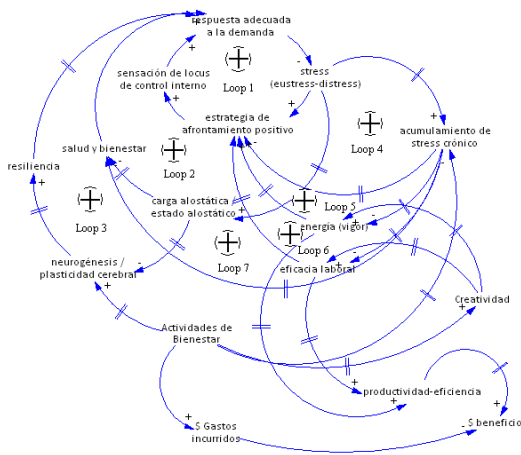 respuesta adecuada
a la demanda
+
-
stress
(eustress-distress)
+
sensación de locus
de control interno
Loop 1
+
+
estrategia de
afrontamiento positivo
Loop 4
+
acumulamiento de
stress crónico
salud y bienestar
-
Loop 2
resiliencia
+
Loop 3
carga alostática /
estado alostático
+
Loop 5
energía (vigor)
+
-
Loop 6
Loop 7
neurogénesis /
plasticidad cerebral
-
+
eficacia laboral
+
-
Creatividad
+
Actividades de
Bienestar
+
productividad-eficiencia
+
+
$ Gastos
incurridos
+
-
$ beneficio